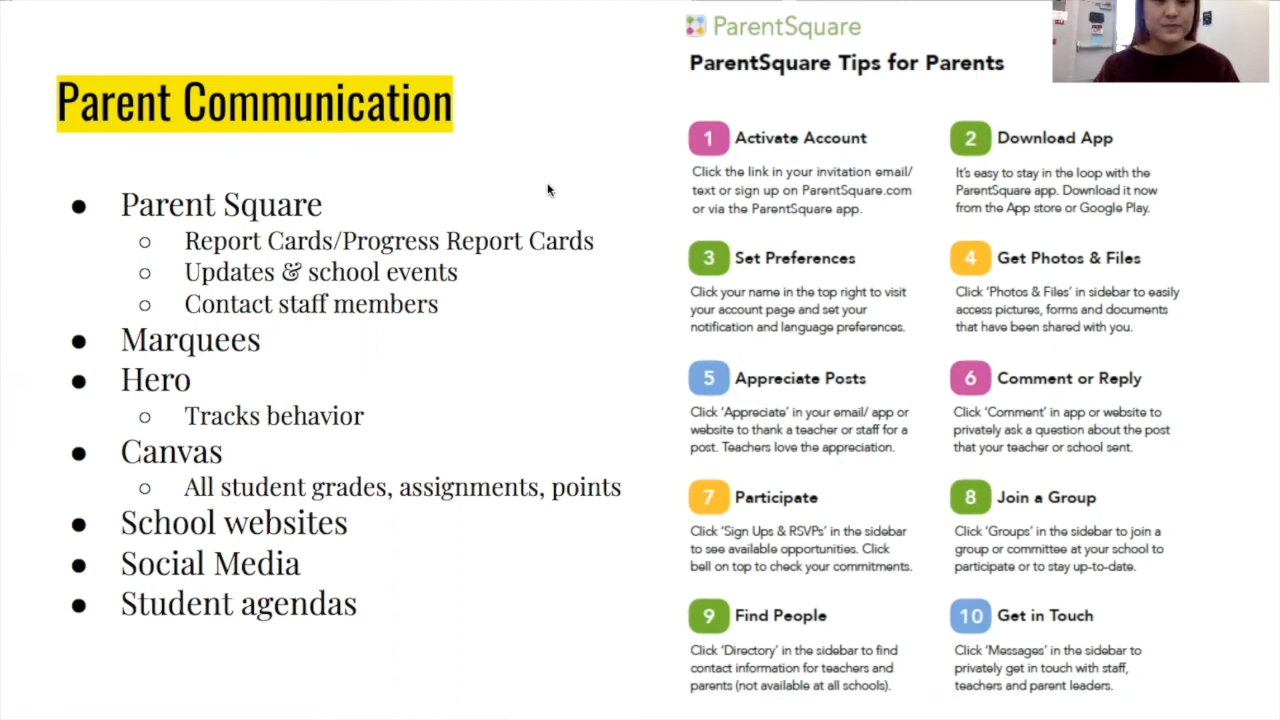 Parent Communication
● Parent Square
○ Report Cards/Progress Report Cards
○ Updates & school events
○ Contact staff members
● Marquees
● Hero
○ Tracks behavior
● Canvas
○ All student grades, assignments, points
● School websites
● Social Media
● Student agendas
ParentSquare
ParentSquare Tips for Parents
1 Activate Account
Click the link in your invitation email/
text or sign up on ParentSquare.com
or via the ParentSquare app.
2 Download App
It's easy to stay in the loop with the
ParentSquare app. Download it now
from the App store or Google Play.
3 Set Preferences
Click your name in the top right to visit
your account page and set your
notification and language preferences.
4 Get Photos & Files
Click 'Photos & Files' in sidebar to easily
access pictures, forms and documents
that have been shared with you.
5 Appreciate Posts
Click 'Appreciate' in your email/ app or
website to thank a teacher or staff for a
post. Teachers love the appreciation.
6 Comment or Reply
Click 'Comment' in app or website to
privately ask a question about the post
that your teacher or school sent.
7 Participate
Click 'Sign Ups & RSVPs' in the sidebar
to see available opportunities. Click
bell on top to check your commitments.
8 Join a Group
Click 'Groups' in the sidebar to join a
group or committee at your school to
participate or to stay up-to-date.
9 Find People
Click 'Directory' in the sidebar to find
contact information for teachers and
parents (not available at all schools).
10 Get in Touch
Click 'Messages' in the sidebar to
privately get in touch with staff,
teachers and parent leaders.